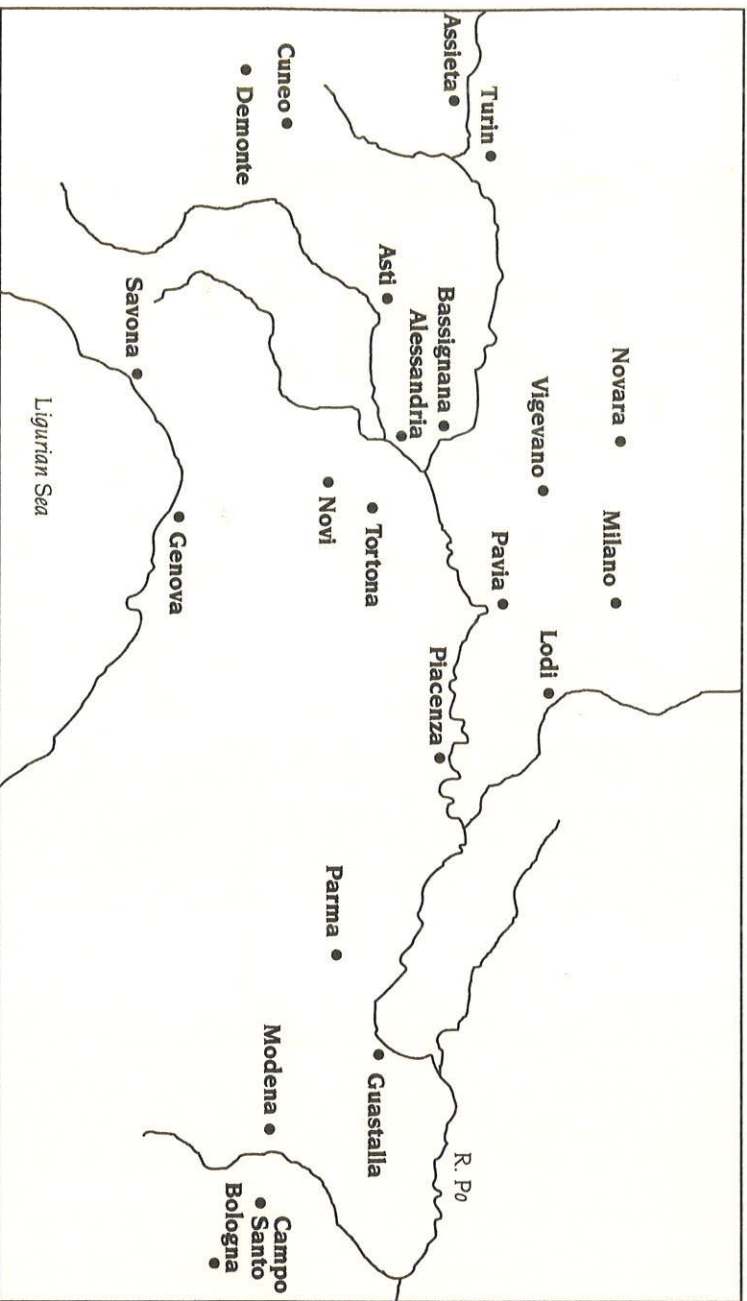 Novara
Milano
Vigevano
Lodi
Turin
Pavia
Assieta
Bassignana
Alessandria
Piacenza
R. Po
Asti
Tortona
Guastalla
Novi
Parma
Cuneo
Demonte
Modena
Campo
Santo
Bologna
Savona
Genova
Ligurian Sea